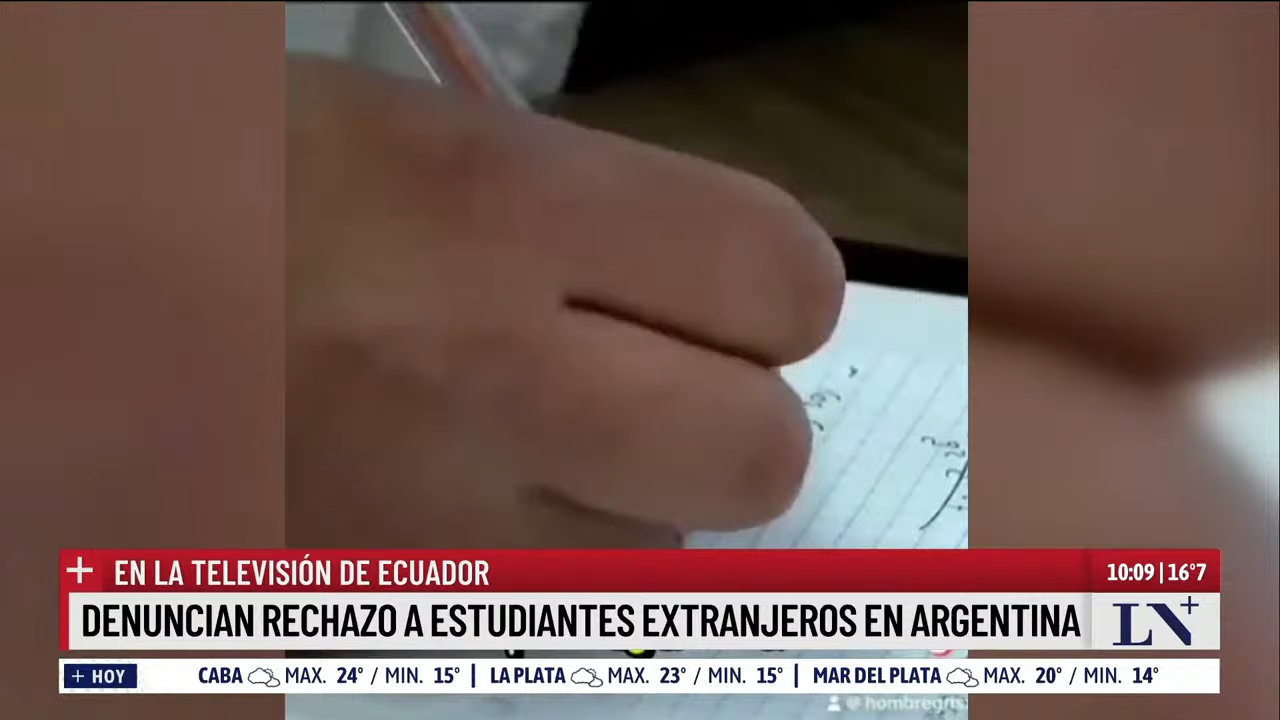 EN LA TELEVISIÓN DE ECUADOR
10:09 | 16°7
DENUNCIAN RECHAZO A ESTUDIANTES EXTRANJEROS EN ARGENTINA
LN+
+ HOY
CABA MAX. 24° / MIN. 15° | LA PLATA MAX. 23° / MIN. 15° | MAR DEL PLATA MAX. 20° / MIN. 14°